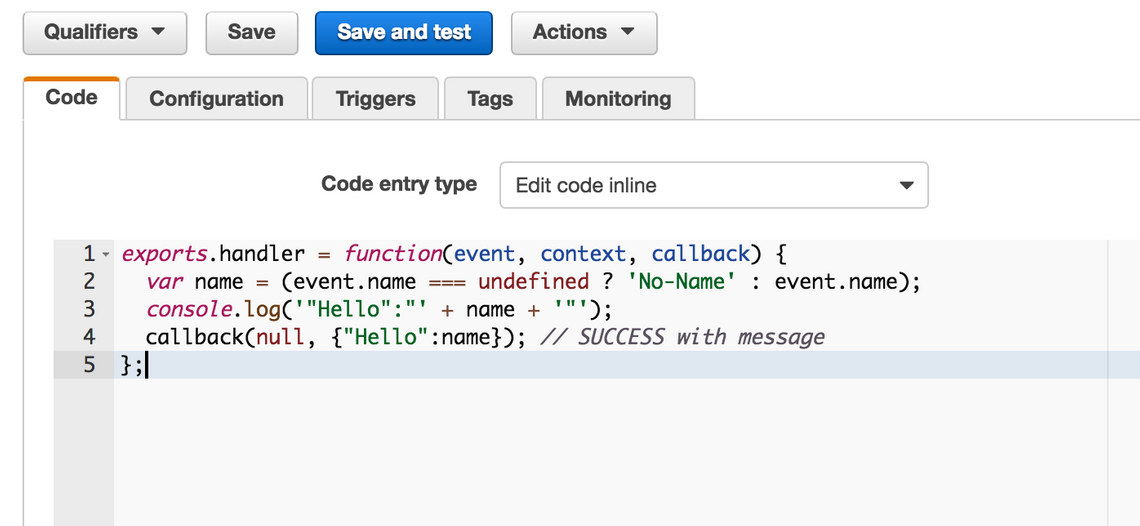 Qualifiers Save Save and test Actions
Code Configuration Triggers Tags Monitoring
Code entry type Edit code inline
1 exports.handler = function(event, context, callback) {
2   var name = (event.name === undefined ? 'No-Name' : event.name);
3   console.log('"Hello":"' + name + '"');
4   callback(null, {"Hello":name}); // SUCCESS with message
5 };